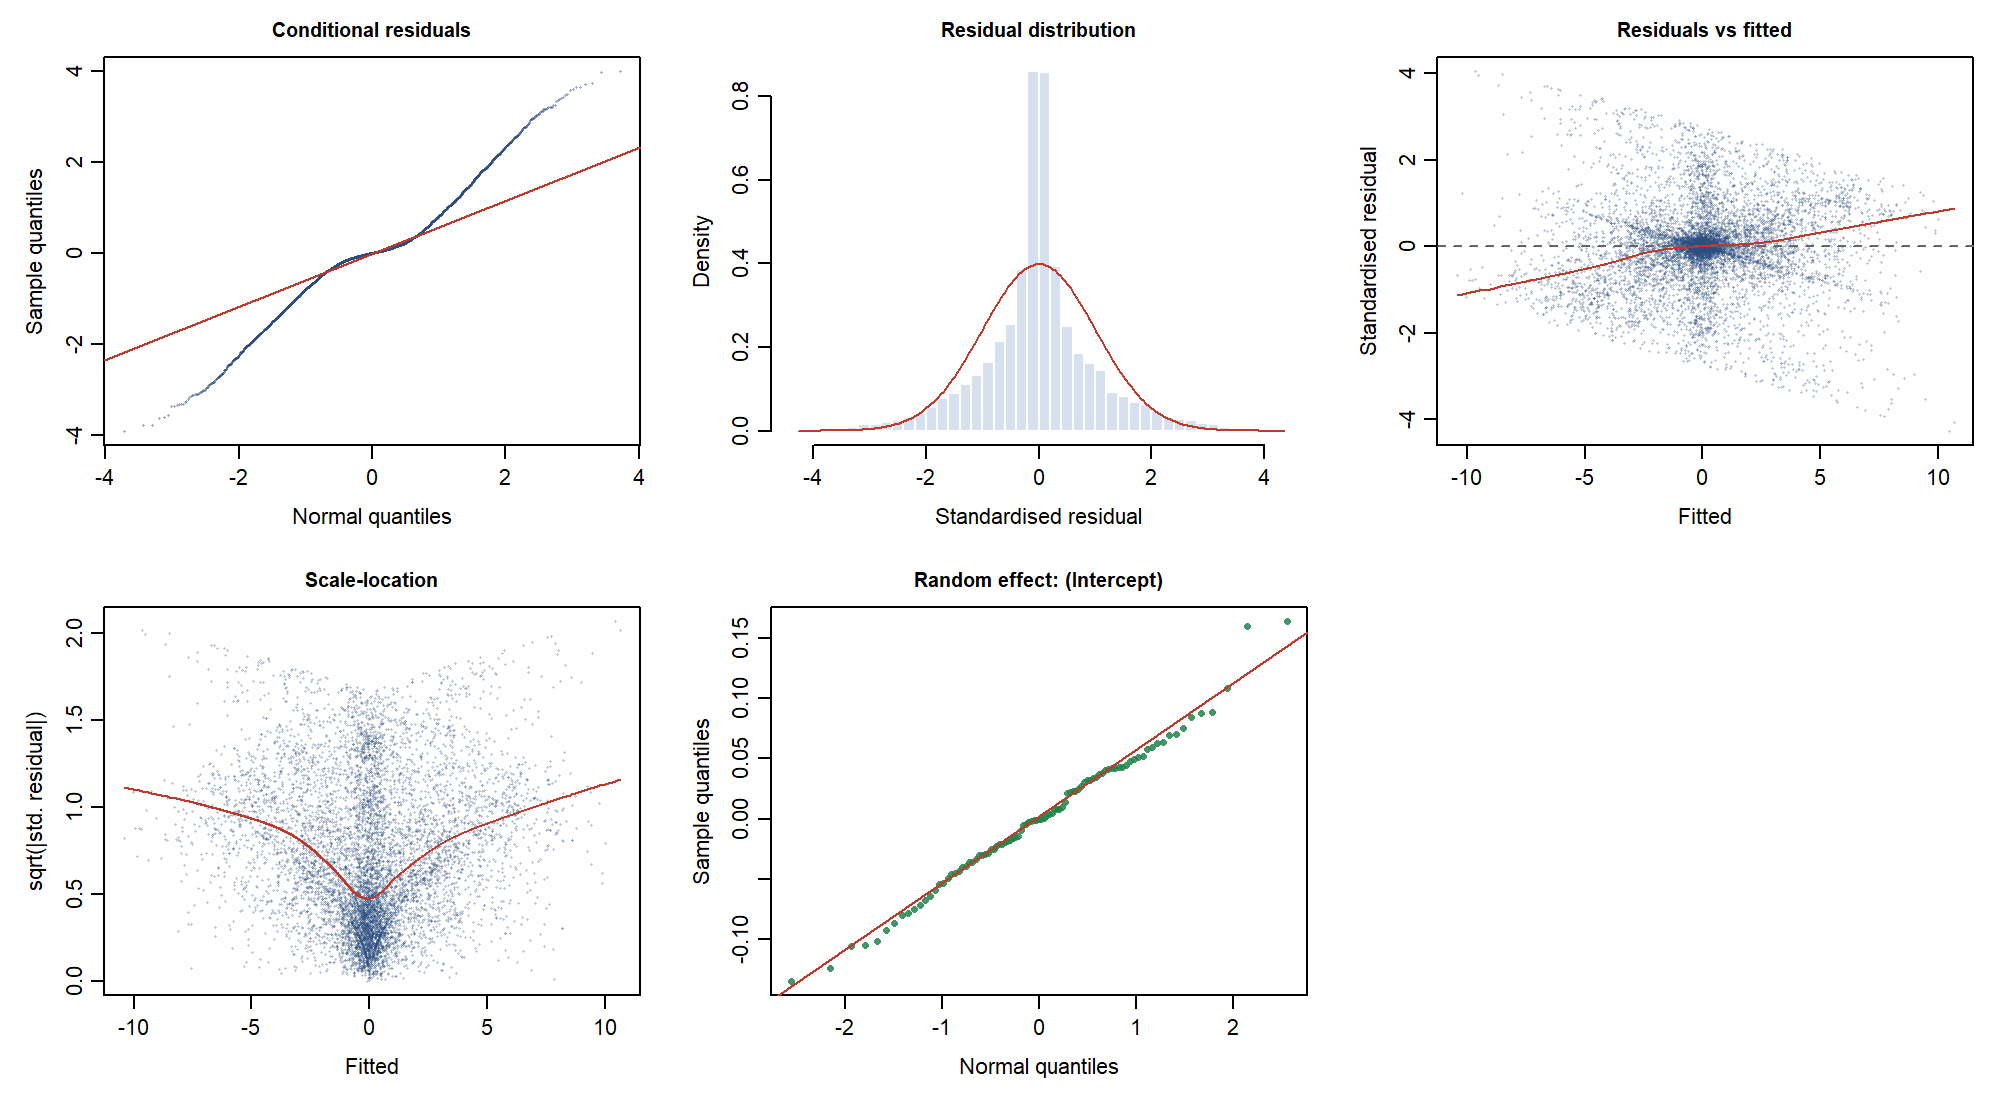 Conditional residuals
Sample quantiles
4
2
0
-2
-4
-4 -2 0 2 4
Normal quantiles
Residual distribution
Density
0.8
0.6
0.4
0.2
0.0
-4 -2 0 2 4
Standardised residual
Residuals vs fitted
Standardised residual
4
2
0
-2
-4
-10 -5 0 5 10
Fitted
Scale-location
sqrt(|std. residual|)
2.0
1.5
1.0
0.5
0.0
-10 -5 0 5 10
Fitted
Random effect: (Intercept)
Sample quantiles
0.15
0.10
0.05
0.00
-0.10
-2 -1 0 1 2
Normal quantiles